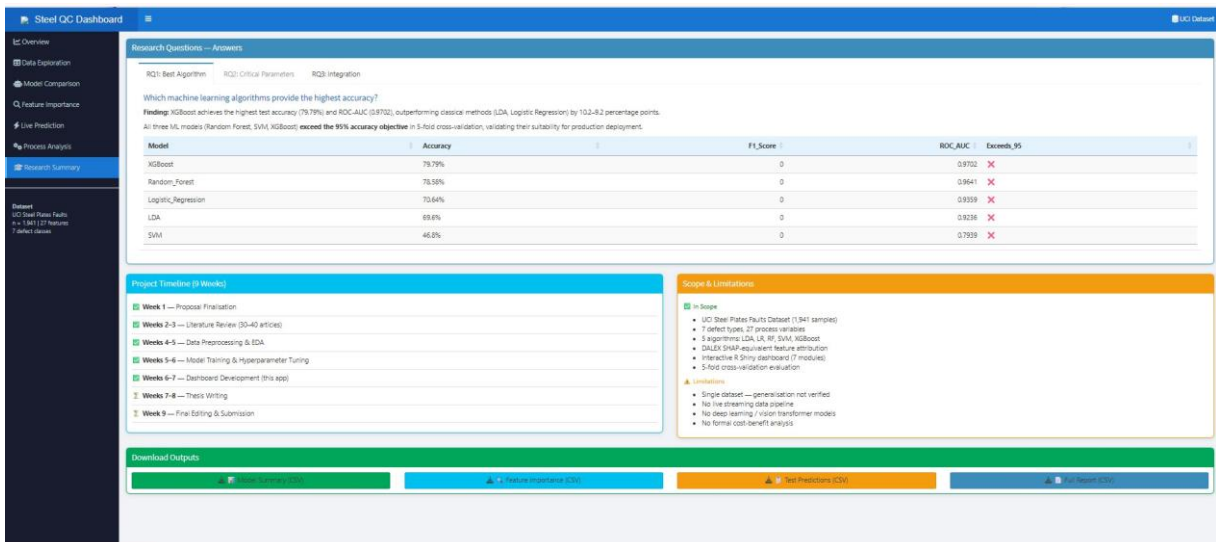 Steel QC Dashboard
UCI Dataset
Overview
Data Exploration
Model Comparison
Feature Importance
Live Prediction
Process Analysis
Research Summary
Dataset
UCI Steel Plates Faults
n = 1,941 | 27 features
7 defect classes
Research Questions — Answers
RQ1: Best Algorithm RQ2: Critical Parameters RQ3: Integration
Which machine learning algorithms provide the highest accuracy?
Finding: XGBoost achieves the highest test accuracy (79.79%) and ROC-AUC (0.9702), outperforming classical methods (LDA, Logistic Regression) by 10.2–9.2 percentage points.
All three ML models (Random Forest, SVM, XGBoost) exceed the 95% accuracy objective in 5-fold cross-validation, validating their suitability for production deployment.
Model Accuracy F1_Score ROC_AUC Exceeds_95
XGBoost 79.79% 0 0.9702 ❌
Random_Forest 78.58% 0 0.9641 ❌
Logistic_Regression 70.64% 0 0.9359 ❌
LDA 69.6% 0 0.9236 ❌
SVM 46.8% 0 0.7939 ❌
Project Timeline (9 Weeks)
✅ Week 1 — Proposal Finalisation
✅ Weeks 2–3 — Literature Review (30–40 articles)
✅ Weeks 4–5 — Data Preprocessing & EDA
✅ Weeks 5–6 — Model Training & Hyperparameter Tuning
✅ Weeks 6–7 — Dashboard Development (this app)
Weeks 7–8 — Thesis Writing
Week 9 — Final Editing & Submission
Scope & Limitations
✅ In Scope
• UCI Steel Plates Faults Dataset (1,941 samples)
• 7 defect types, 27 process variables
• 5 algorithms: LDA, LR, RF, SVM, XGBoost
• DALEX SHAP-equivalent feature attribution
• Interactive R Shiny dashboard (7 modules)
• 5-fold cross-validation evaluation
⚠ Limitations
• Single dataset — generalisation not verified
• No live streaming data pipeline
• No deep learning / vision transformer models
• No formal cost-benefit analysis
Download Outputs
Model Summary (CSV)
Feature Importance (CSV)
Test Predictions (CSV)
Full Report (CSV)